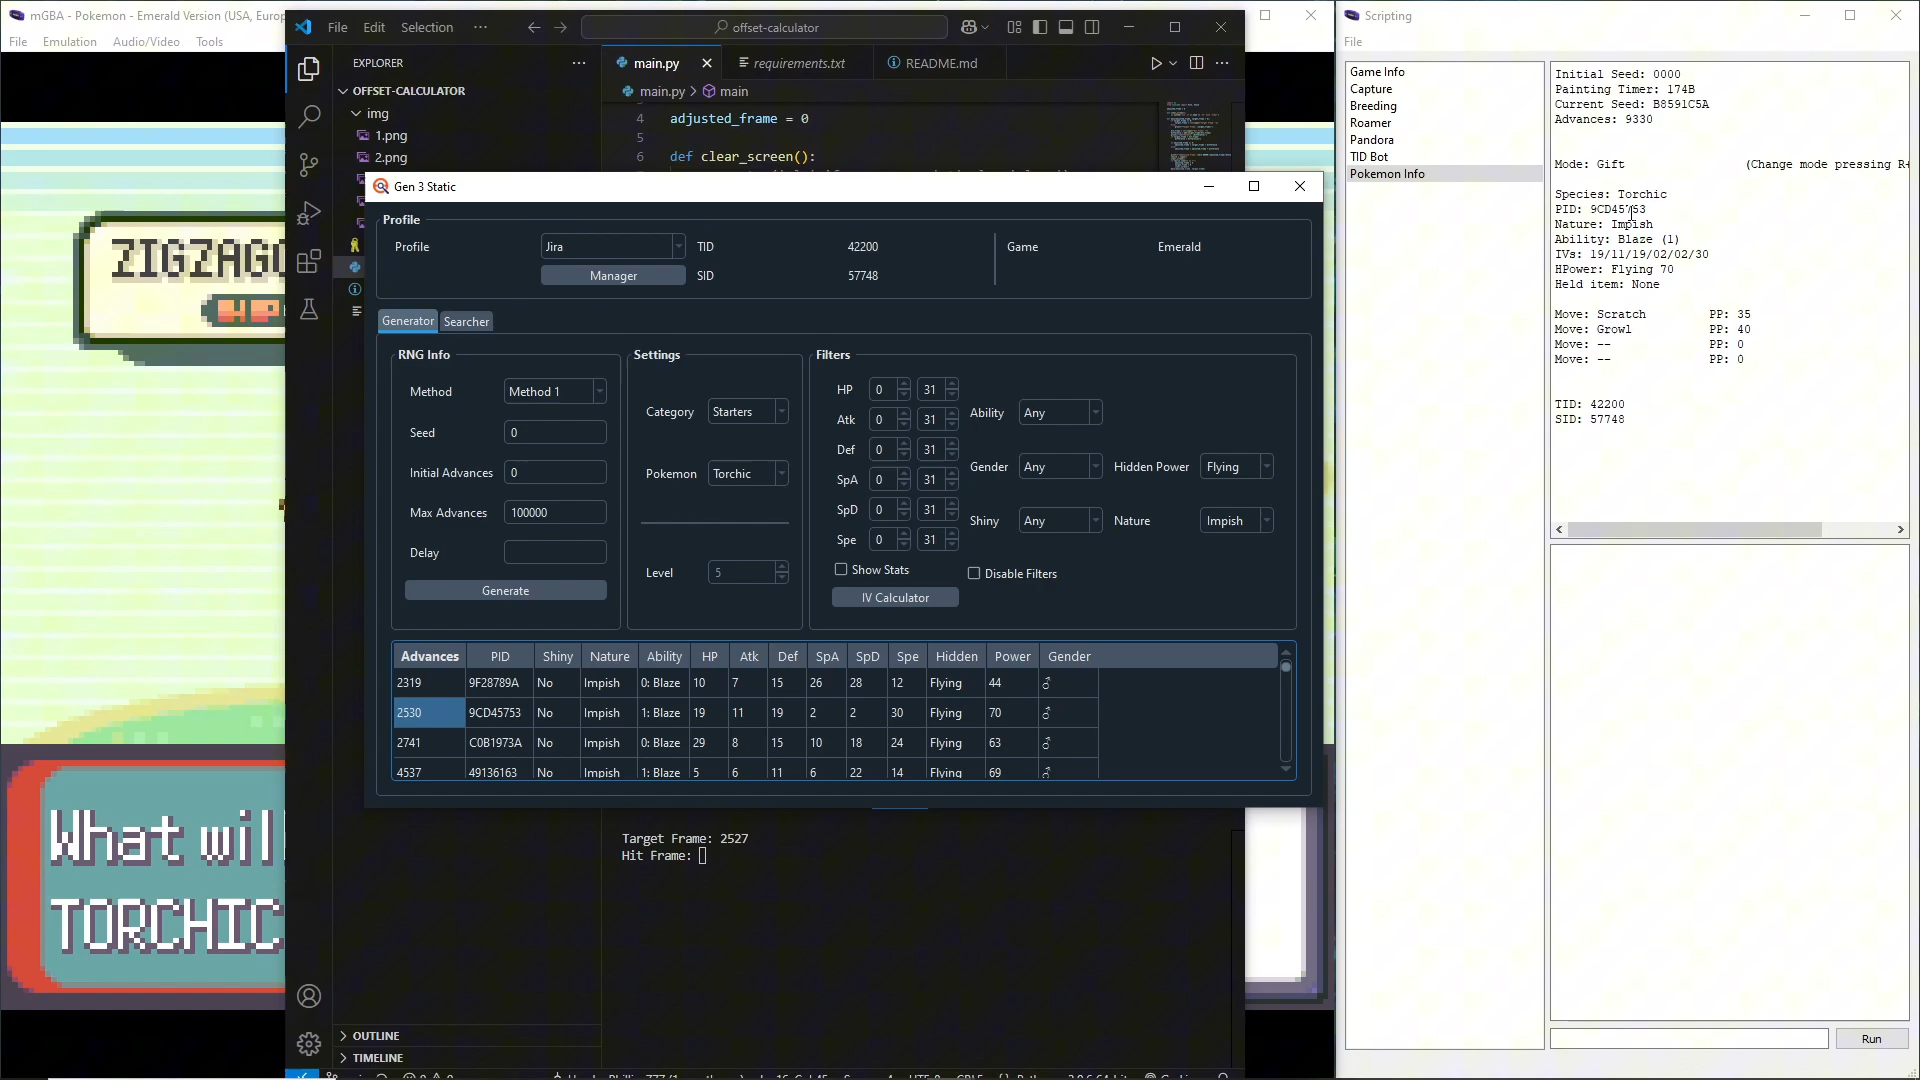 mGBA - Pokemon - Emerald Version (USA, Europ
File Emulation Audio/Video Tools
ZIGZAGO
HP
What wil
TORCHIC
File Edit Selection ···
offset-calculator
EXPLORER
OFFSET-CALCULATOR
img
1.png
2.png
main.py
requirements.txt
README.md
main.py > main
4 adjusted_frame = 0
5
6 def clear_screen():
Gen 3 Static
Profile
Profile Jira TID 42200 Game Emerald
Manager SID 57748
Generator Searcher
RNG Info
Method Method 1
Seed 0
Initial Advances 0
Max Advances 100000
Delay
Generate
Settings
Category Starters
Pokemon Torchic
Level 5
Filters
HP 0 31
Atk 0 31
Def 0 31
SpA 0 31
SpD 0 31
Spe 0 31
Ability Any
Gender Any Hidden Power Flying
Shiny Any Nature Impish
Show Stats
Disable Filters
IV Calculator
Advances PID Shiny Nature Ability HP Atk Def SpA SpD Spe Hidden Power Gender
2319 9F28789A No Impish 0: Blaze 10 7 15 26 28 12 Flying 44 ♂
2530 9CD45753 No Impish 1: Blaze 19 11 19 2 2 30 Flying 70 ♂
2741 C0B1973A No Impish 0: Blaze 29 8 15 10 18 24 Flying 63 ♂
4537 49136163 No Impish 1: Blaze 5 6 11 6 22 14 Flying 69 ♂
Target Frame: 2527
Hit Frame:
OUTLINE
TIMELINE
Scripting
File
Game Info
Capture
Breeding
Roamer
Pandora
TID Bot
Pokemon Info
Initial Seed: 0000
Painting Timer: 174B
Current Seed: B8591C5A
Advances: 9330
Mode: Gift (Change mode pressing R+
Species: Torchic
PID: 9CD45753
Nature: Impish
Ability: Blaze (1)
IVs: 19/11/19/02/02/30
HPower: Flying 70
Held item: None
Move: Scratch PP: 35
Move: Growl PP: 40
Move: -- PP: 0
Move: -- PP: 0
TID: 42200
SID: 57748
Run